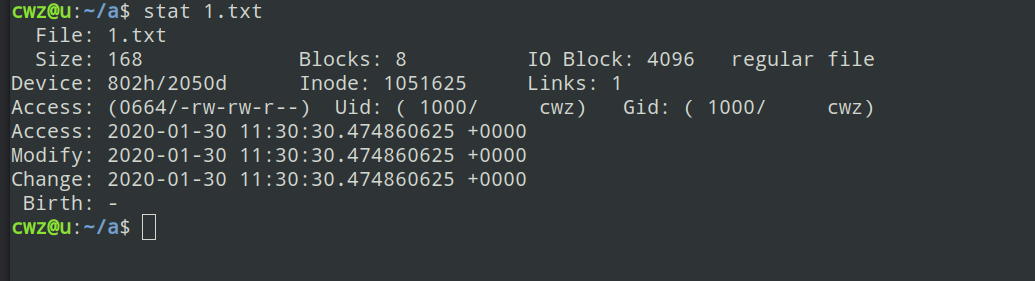 cwz@u:~/a$ stat 1.txt
  File: 1.txt
  Size: 168             Blocks: 8          IO Block: 4096   regular file
Device: 802h/2050d      Inode: 1051625     Links: 1
Access: (0664/-rw-rw-r--)  Uid: ( 1000/     cwz)   Gid: ( 1000/     cwz)
Access: 2020-01-30 11:30:30.474860625 +0000
Modify: 2020-01-30 11:30:30.474860625 +0000
Change: 2020-01-30 11:30:30.474860625 +0000
 Birth: -
cwz@u:~/a$